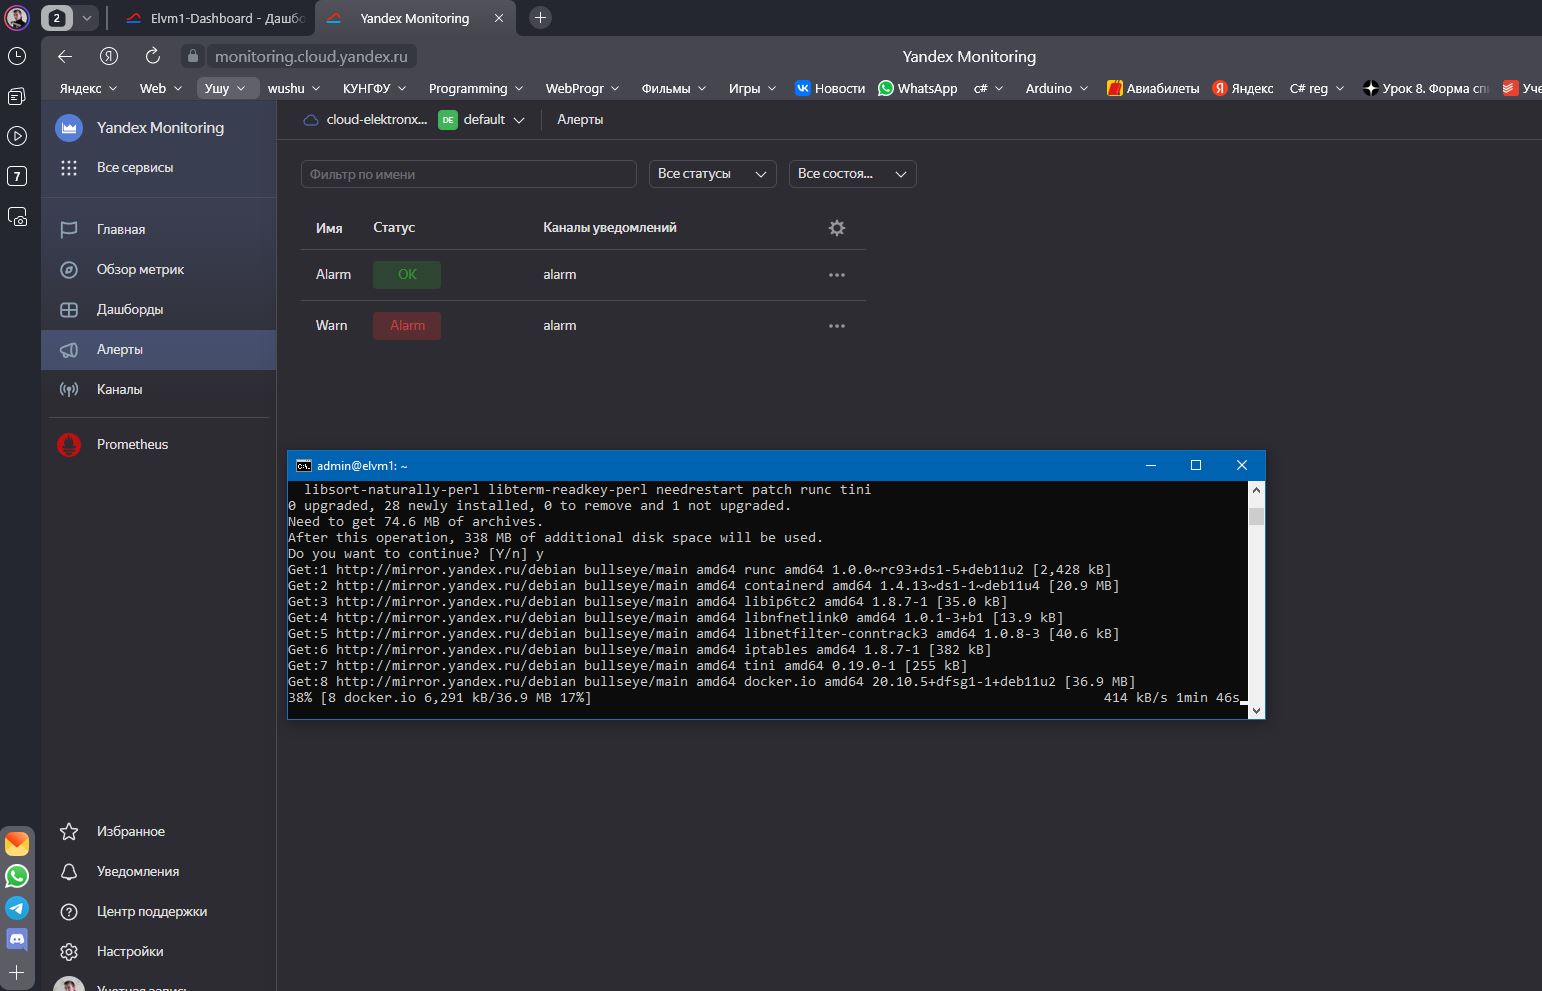 2
Elvm1-Dashboard - Дашбо
Yandex Monitoring
monitoring.cloud.yandex.ru
Yandex Monitoring
Яндекс
Web
Ушу
wushu
КУНГФУ
Programming
WebProgr
Фильмы
Игры
Новости
WhatsApp
c#
Arduino
Авиабилеты
Яндекс
C# reg
Урок 8. Форма сп
Уче
7
Yandex Monitoring
Все сервисы
Главная
Обзор метрик
Дашборды
Алерты
Каналы
Prometheus
Избранное
Уведомления
Центр поддержки
Настройки
Учетная запись
cloud-elektronx...
DE
default
Алерты
Фильтр по имени
Все статусы
Все состоя...
Имя Статус Каналы уведомлений
Alarm OK alarm
Warn Alarm alarm
admin@elvm1: ~
libsort-naturally-perl libterm-readkey-perl needrestart patch runc tini
0 upgraded, 28 newly installed, 0 to remove and 1 not upgraded.
Need to get 74.6 MB of archives.
After this operation, 338 MB of additional disk space will be used.
Do you want to continue? [Y/n] y
Get:1 http://mirror.yandex.ru/debian bullseye/main amd64 runc amd64 1.0.0~rc93+ds1-5+deb11u2 [2,428 kB]
Get:2 http://mirror.yandex.ru/debian bullseye/main amd64 containerd amd64 1.4.13~ds1-1~deb11u4 [20.9 MB]
Get:3 http://mirror.yandex.ru/debian bullseye/main amd64 libip6tc2 amd64 1.8.7-1 [35.0 kB]
Get:4 http://mirror.yandex.ru/debian bullseye/main amd64 libnfnetlink0 amd64 1.0.1-3+b1 [13.9 kB]
Get:5 http://mirror.yandex.ru/debian bullseye/main amd64 libnetfilter-conntrack3 amd64 1.0.8-3 [40.6 kB]
Get:6 http://mirror.yandex.ru/debian bullseye/main amd64 iptables amd64 1.8.7-1 [382 kB]
Get:7 http://mirror.yandex.ru/debian bullseye/main amd64 tini amd64 0.19.0-1 [255 kB]
Get:8 http://mirror.yandex.ru/debian bullseye/main amd64 docker.io amd64 20.10.5+dfsg1-1+deb11u2 [36.9 MB]
38% [8 docker.io 6,291 kB/36.9 MB 17%] 414 kB/s 1min 46s